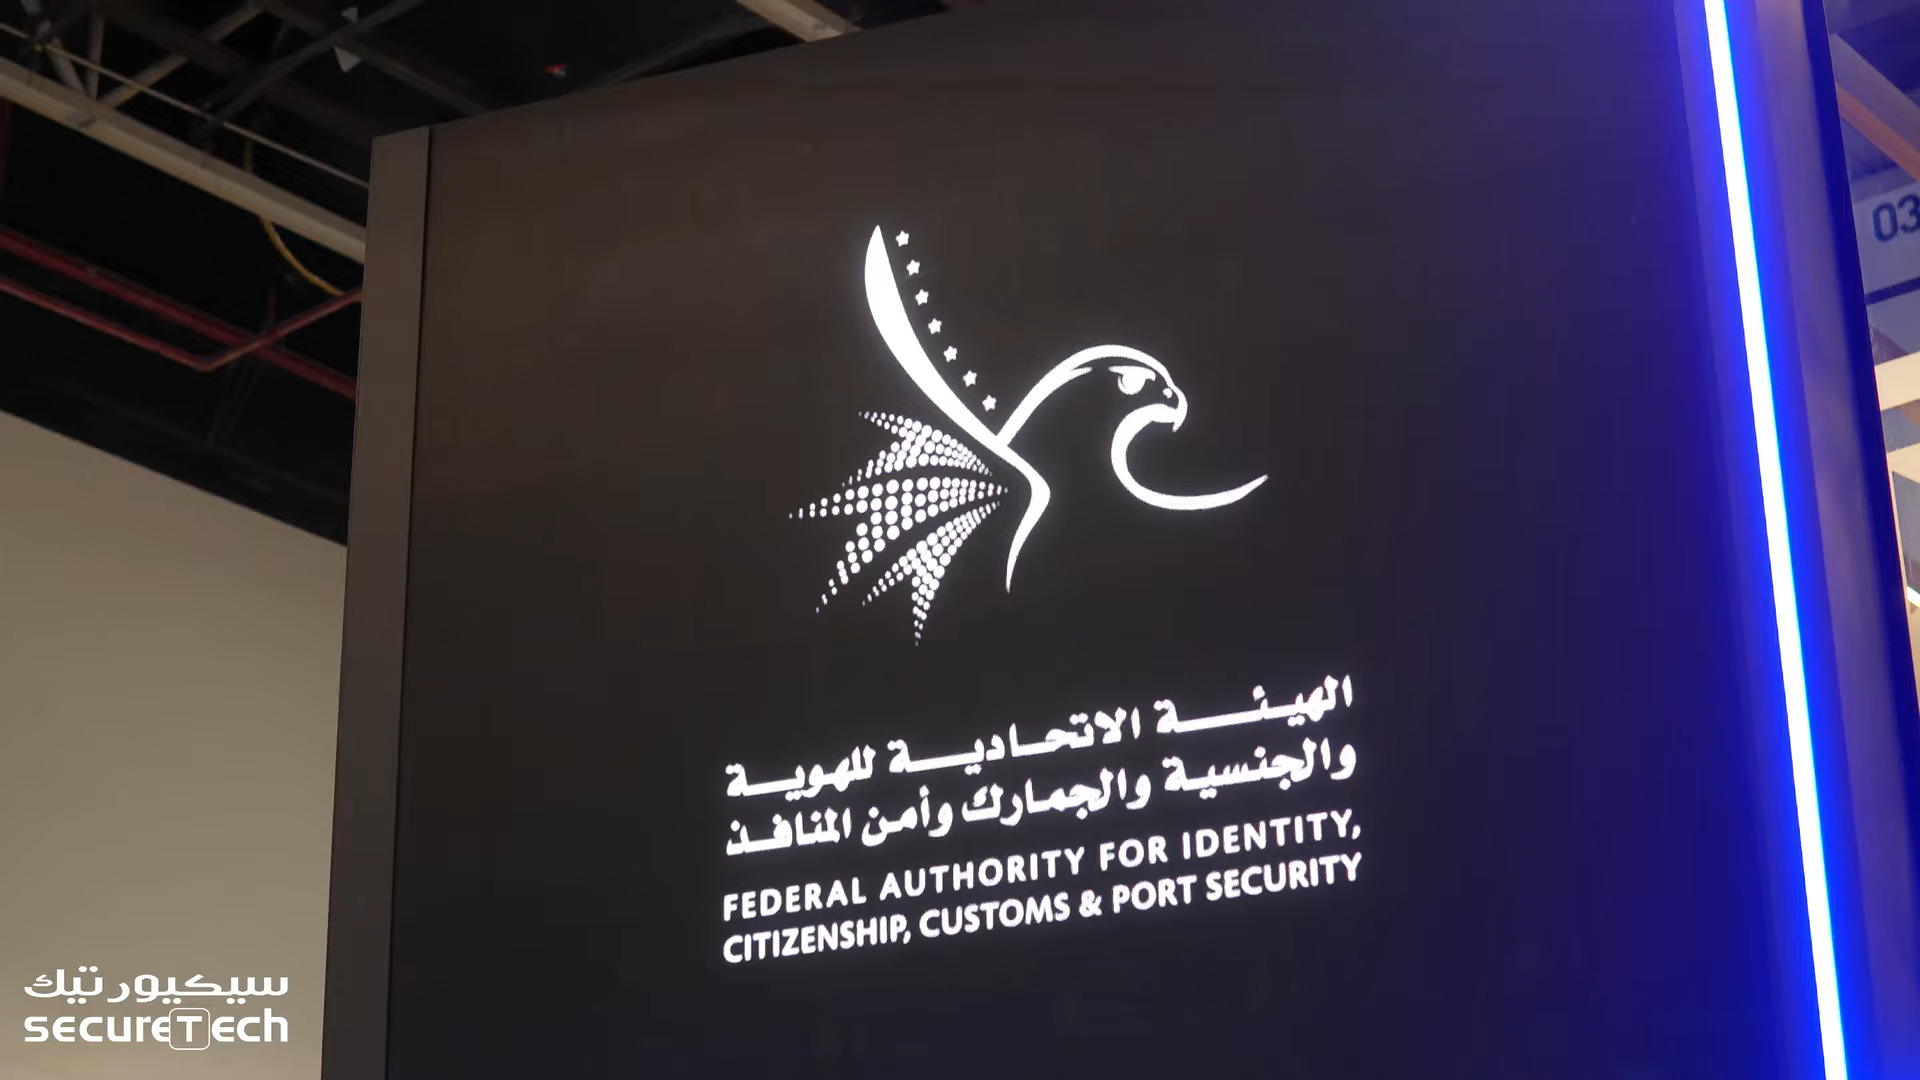 الهيئة الاتحادية للهوية
والجنسية والجمارك وأمن المنافذ
FEDERAL AUTHORITY FOR IDENTITY,
CITIZENSHIP, CUSTOMS & PORT SECURITY
03
سيكيورتيك
secureTech